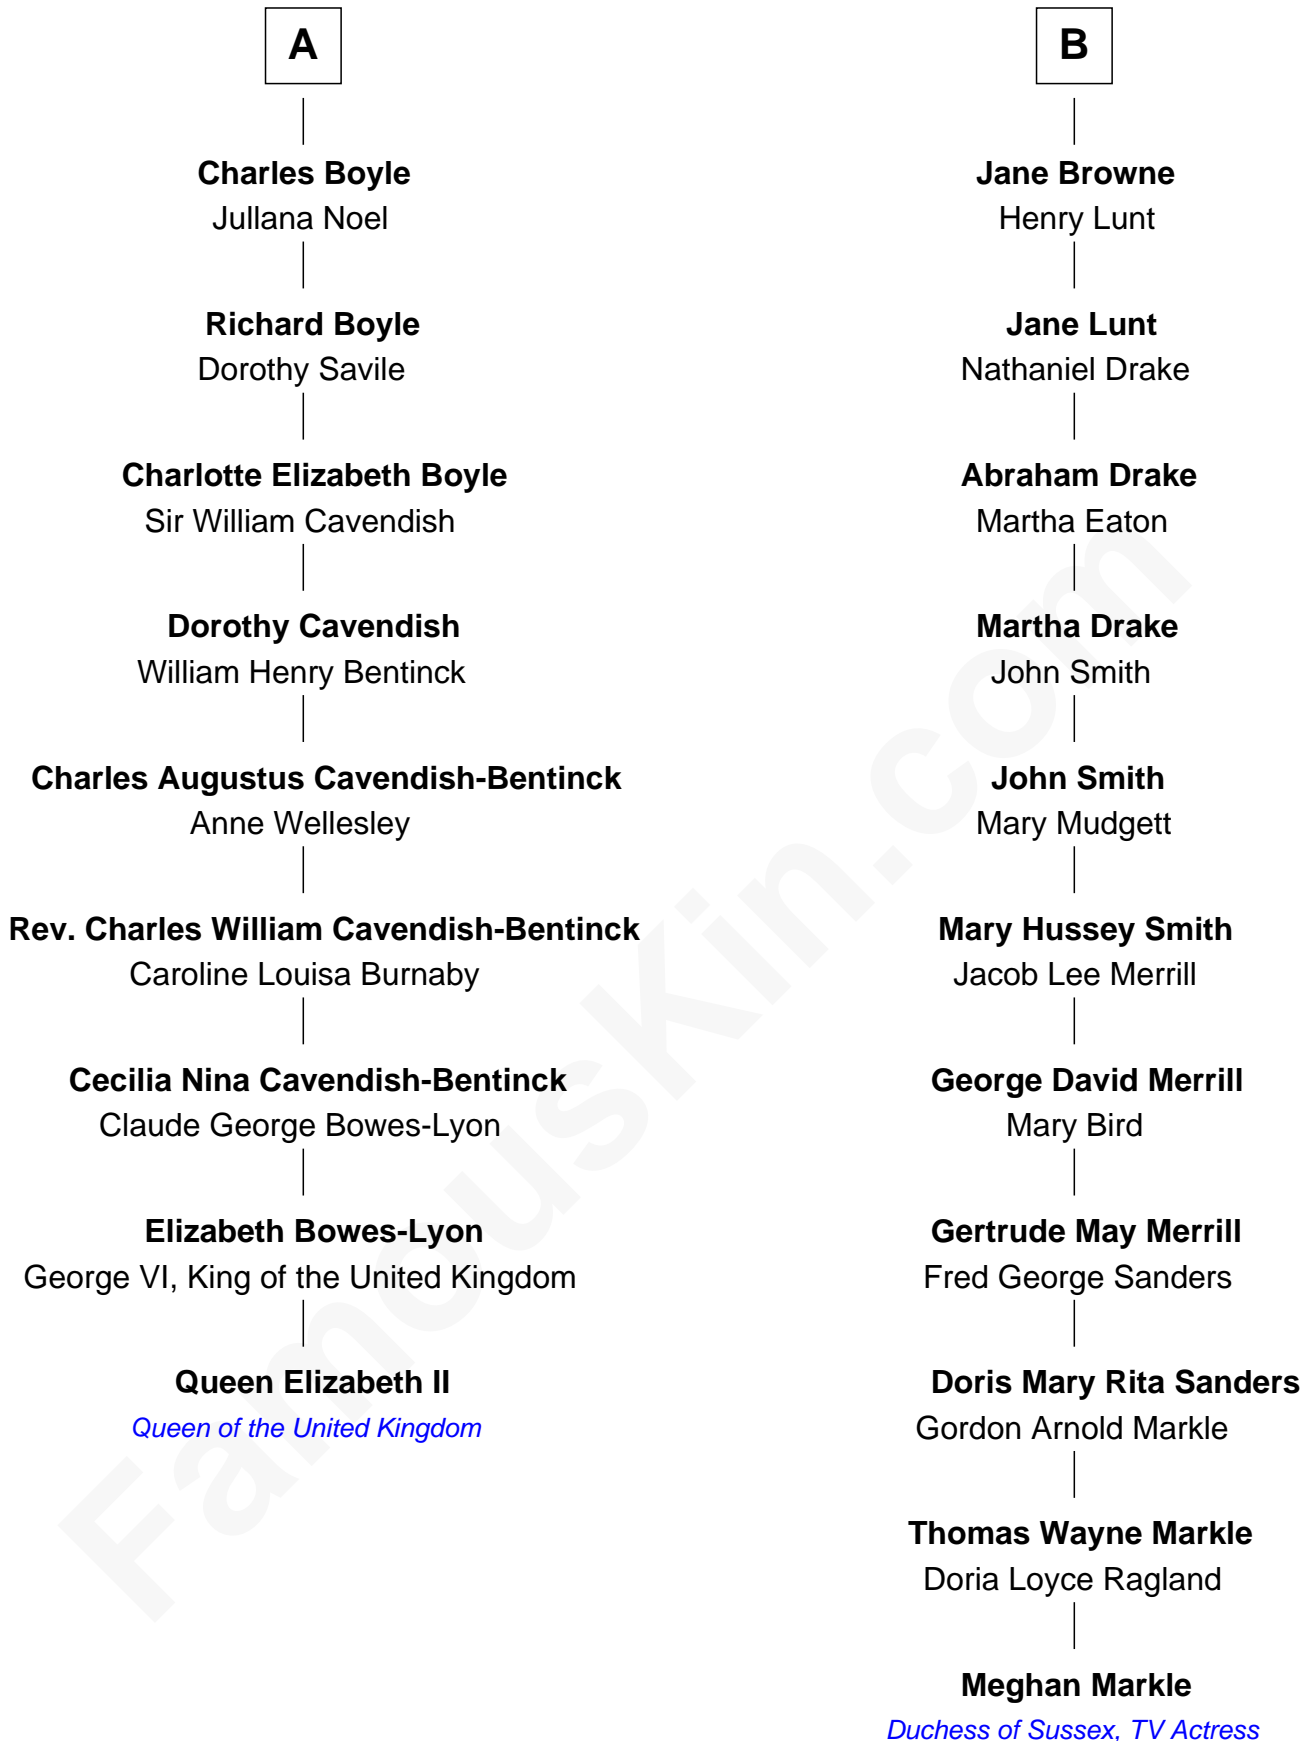 A
Charles Boyle
Jullana Noel
Richard Boyle
Dorothy Savile
Charlotte Elizabeth Boyle
Sir William Cavendish
Dorothy Cavendish
William Henry Bentinck
Charles Augustus Cavendish-Bentinck
Anne Wellesley
Rev. Charles William Cavendish-Bentinck
Caroline Louisa Burnaby
Cecilia Nina Cavendish-Bentinck
Claude George Bowes-Lyon
Elizabeth Bowes-Lyon
George VI, King of the United Kingdom
Queen Elizabeth II
Queen of the United Kingdom
B
Jane Browne
Henry Lunt
Jane Lunt
Nathaniel Drake
Abraham Drake
Martha Eaton
Martha Drake
John Smith
John Smith
Mary Mudgett
Mary Hussey Smith
Jacob Lee Merrill
George David Merrill
Mary Bird
Gertrude May Merrill
Fred George Sanders
Doris Mary Rita Sanders
Gordon Arnold Markle
Thomas Wayne Markle
Doria Loyce Ragland
Meghan Markle
Duchess of Sussex, TV Actress
FamousKin.com